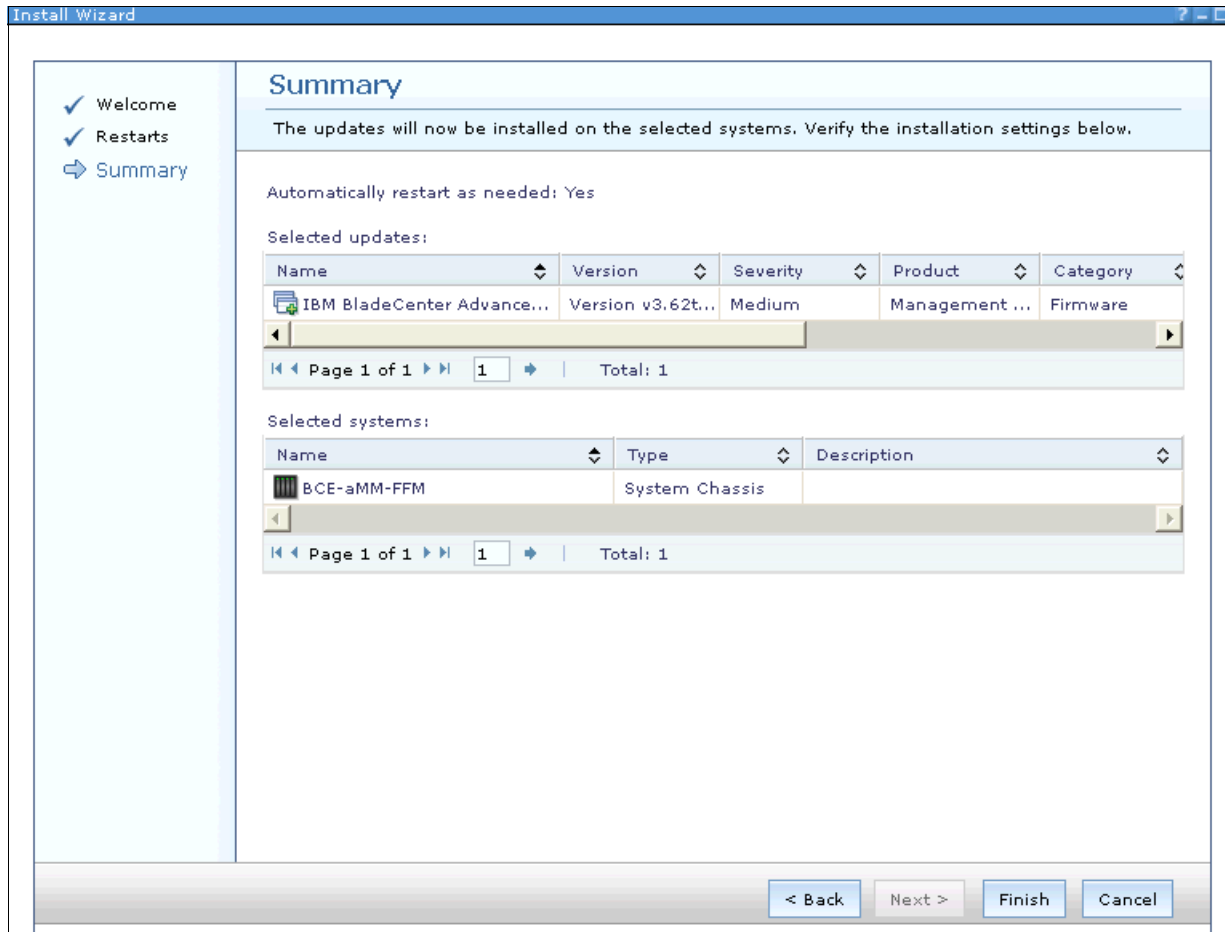 Install Wizard
?
Welcome
Restarts
Summary
Summary
The updates will now be installed on the selected systems. Verify the installation settings below.
Automatically restart as needed: Yes
Selected updates:
Name Version Severity Product Category
IBM BladeCenter Advance... Version v3.62t... Medium Management ... Firmware
Page 1 of 1 1 | Total: 1
Selected systems:
Name Type Description
BCE-aMM-FFM System Chassis
Page 1 of 1 1 | Total: 1
< Back Next > Finish Cancel